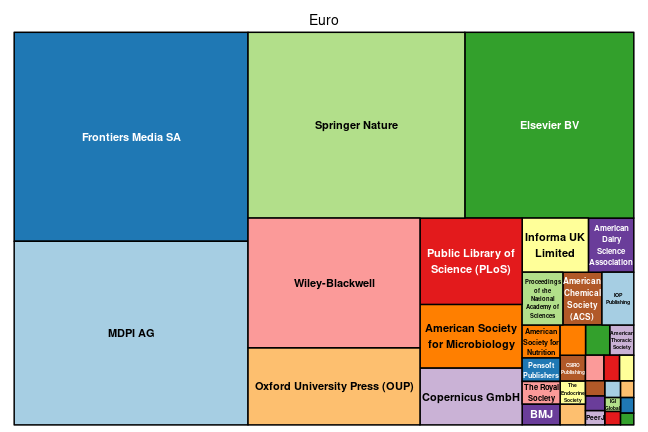 Euro
Frontiers Media SA
Springer Nature
Elsevier BV
MDPI AG
Wiley-Blackwell
Oxford University Press (OUP)
Public Library of
Science (PLoS)
American Society
for Microbiology
Copernicus GmbH
Informa UK
Limited
American
Dairy
Science
Association
Proceedings
of the
National
Academy of
Sciences
American
Chemical
Society
(ACS)
IOP
Publishing
American
Society for
Nutrition
American
Thoracic
Society
Pensoft
Publishers
CSIRO
Publishing
The Royal
Society
The
Endocrine
Society
BMJ
PeerJ
IGI
Global